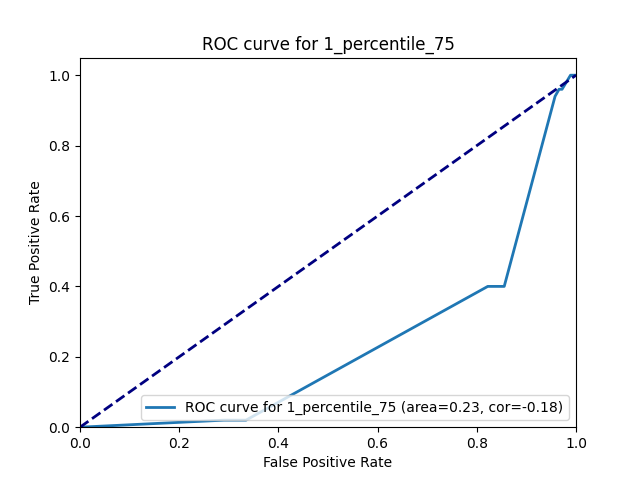 ROC curve for 1_percentile_75
1.0
0.8
0.6
0.4
0.2
0.0
True Positive Rate
ROC curve for 1_percentile_75 (area=0.23, cor=-0.18)
0.0 0.2 0.4 0.6 0.8 1.0
False Positive Rate